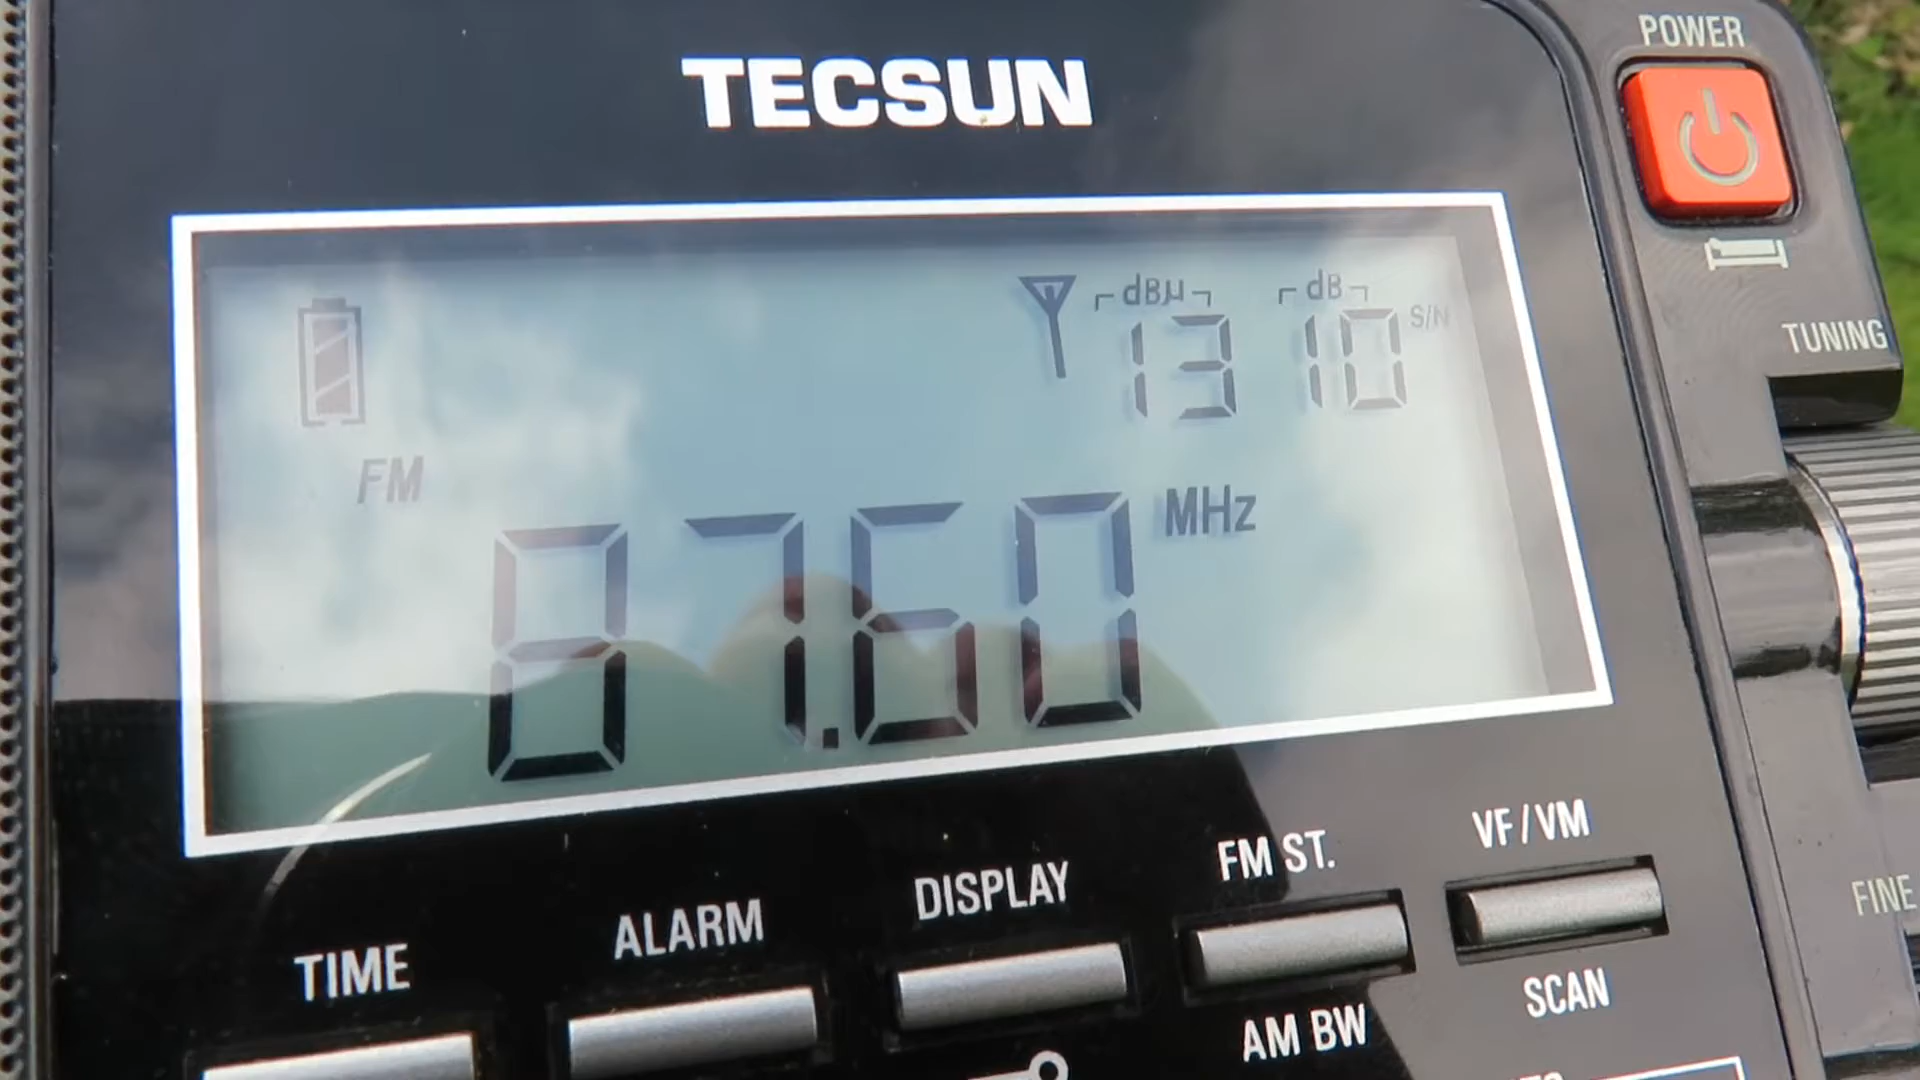 POWER
TECSUN
dBµ dB
13 10 S/N
TUNING
FM
87.60 MHz
VF/VM
FM ST.
DISPLAY
ALARM
TIME
FINE
SCAN
AM BW